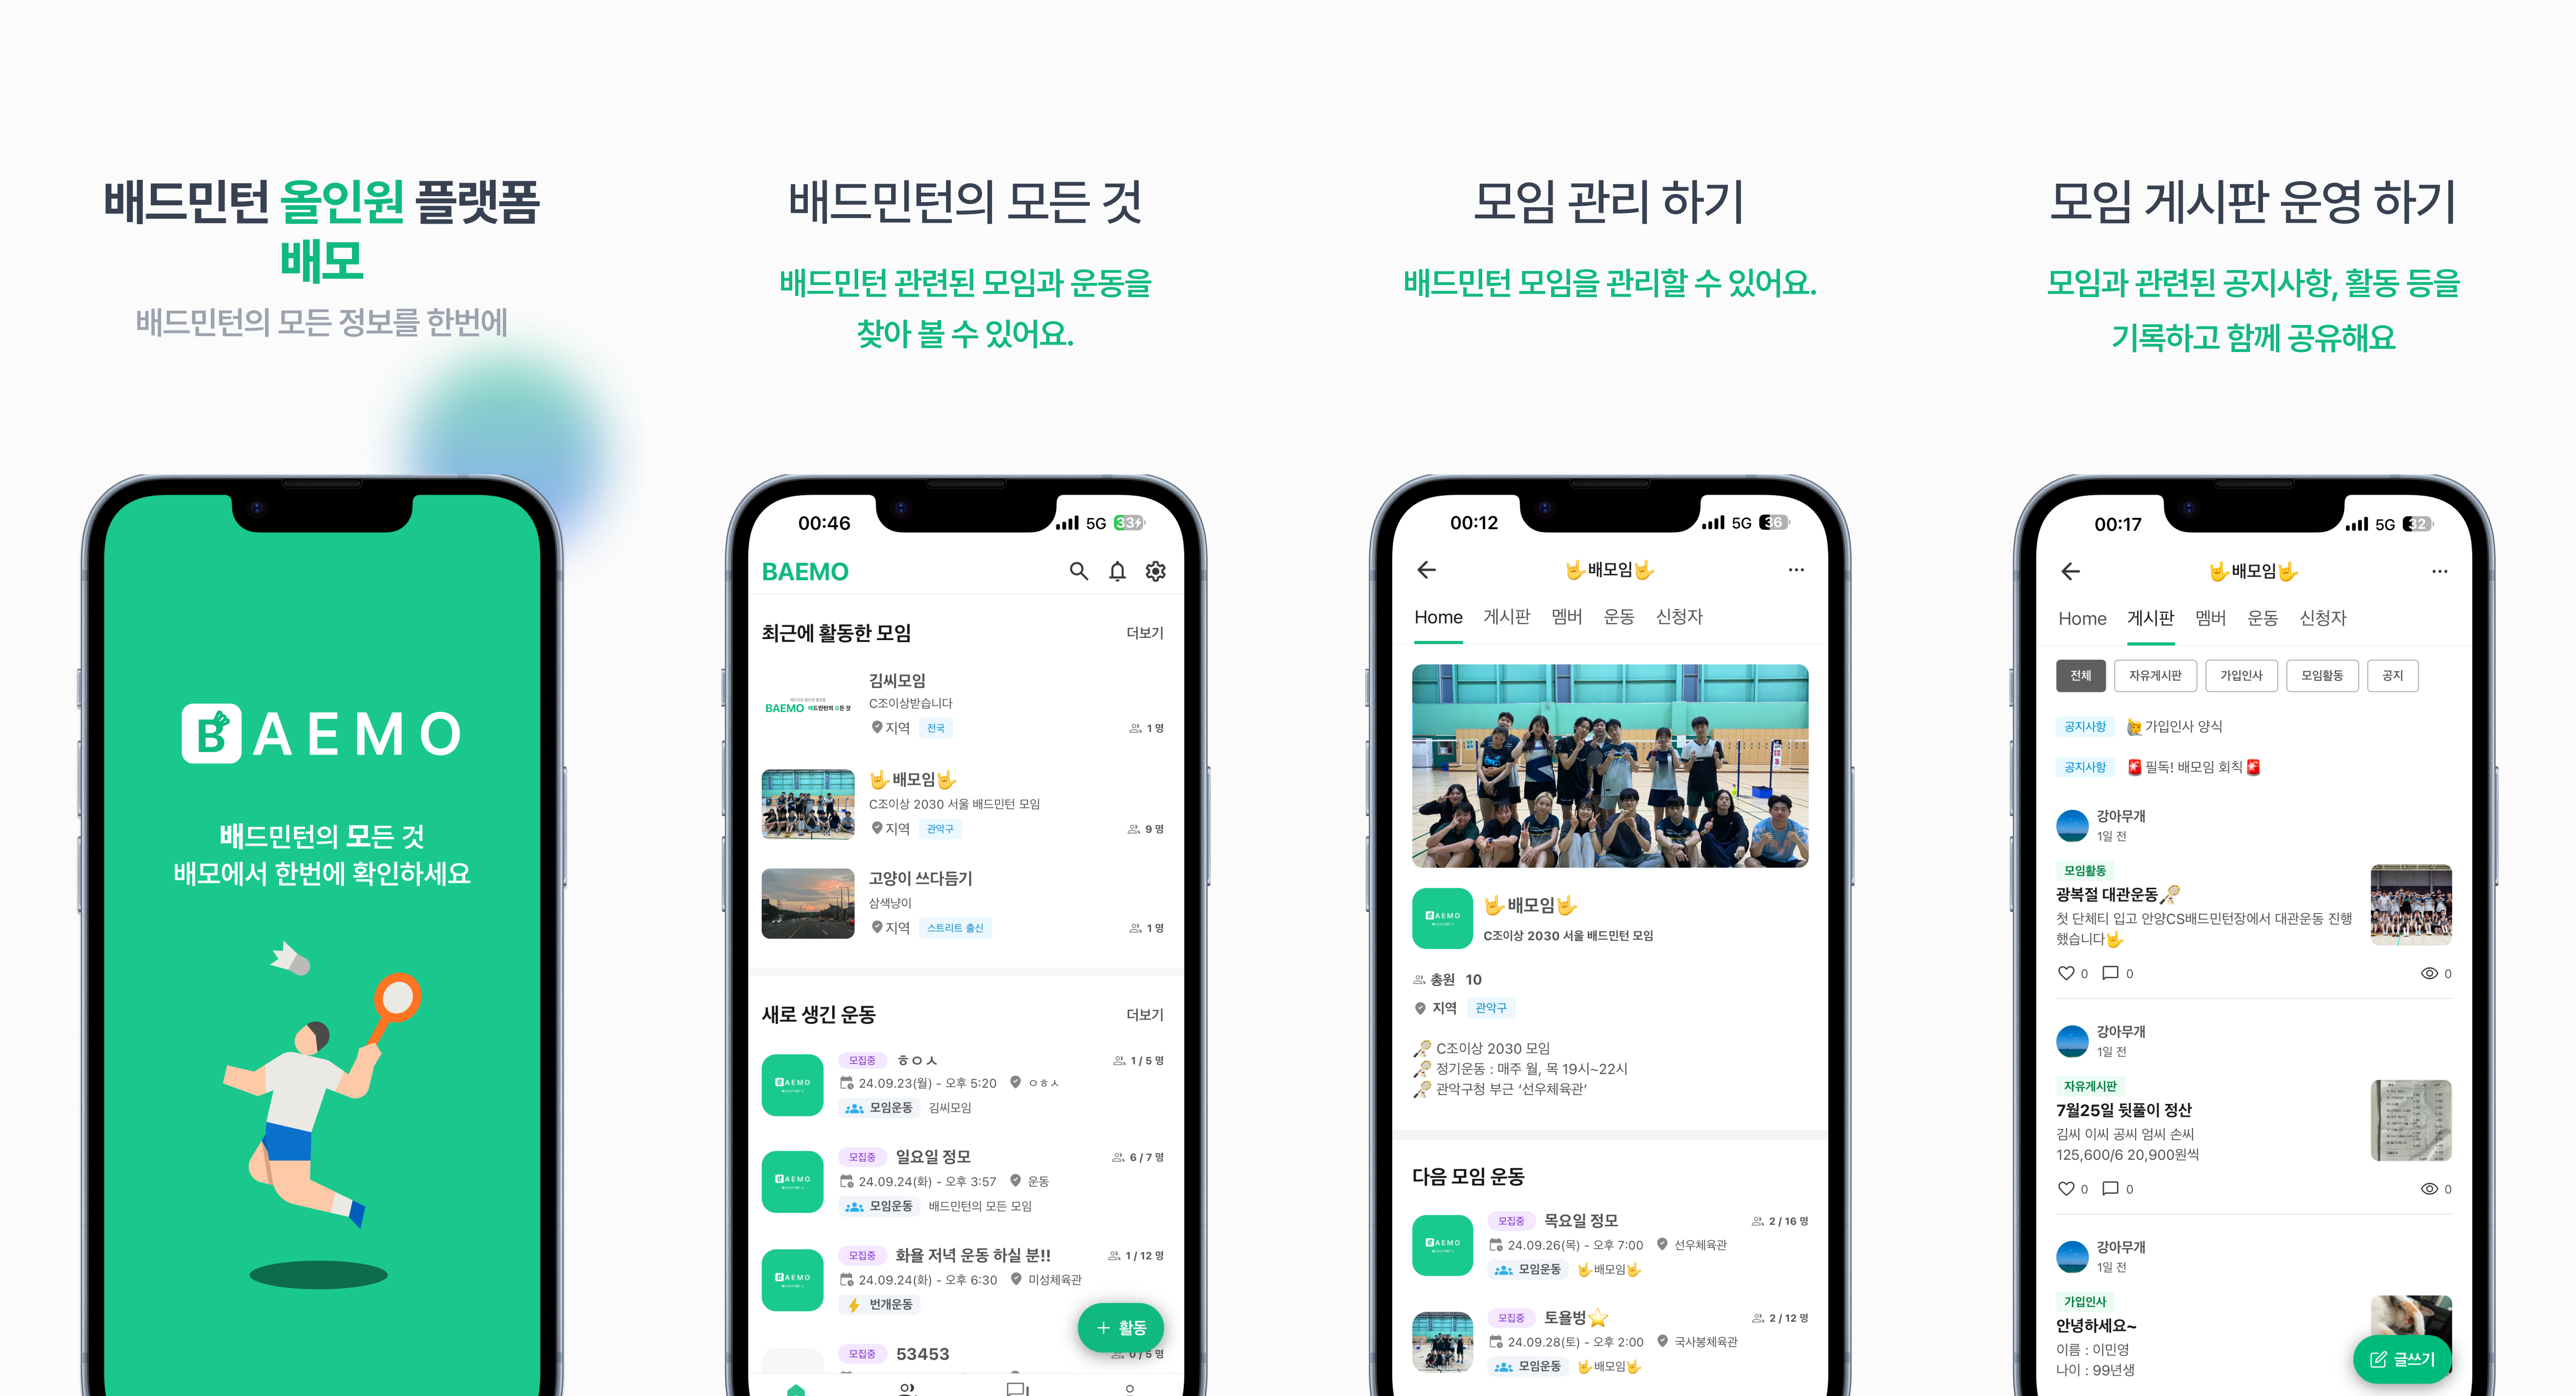 배드민턴 올인원 플랫폼
배모
배드민턴의 모든 정보를 한번에
BAEMO
배드민턴의 모든 것
배모에서 한번에 확인하세요
배드민턴의 모든 것
배드민턴 관련된 모임과 운동을
찾아 볼 수 있어요.
00:46 5G 33
BAEMO
최근에 활동한 모임 더보기
김씨모임
C조이상받습니다
BAEMO 배드민턴의 모든 것
지역 전국 1 명
🤟배모임🤟
C조이상 2030 서울 배드민턴 모임
지역 관악구 9 명
고양이 쓰다듬기
삼색냥이
지역 스트리트 출신 1 명
새로 생긴 운동 더보기
모집중 ㅎㅇㅅ 1 / 5 명
BAEMO
24.09.23(월) - 오후 5:20 ㅇㅎㅅ
모임운동 김씨모임
모집중 일요일 정모 6 / 7 명
BAEMO
24.09.24(화) - 오후 3:57 운동
모임운동 배드민턴의 모든 모임
모집중 화욜 저녁 운동 하실 분!! 1 / 12 명
BAEMO
24.09.24(화) - 오후 6:30 미성체육관
번개운동
+ 활동
모집중 53453 0 / 5 명
모임 관리 하기
배드민턴 모임을 관리할 수 있어요.
00:12 5G 36
🤟배모임🤟
Home 게시판 멤버 운동 신청자
BAEMO
🤟배모임🤟
C조이상 2030 서울 배드민턴 모임
총원 10
지역 관악구
C조이상 2030 모임
정기운동 : 매주 월, 목 19시~22시
관악구청 부근 ‘선우체육관’
다음 모임 운동
모집중 목요일 정모 2 / 16 명
BAEMO
24.09.26(목) - 오후 7:00 선우체육관
모임운동 🤟배모임🤟
모집중 토욜벙⭐ 2 / 12 명
24.09.28(토) - 오후 2:00 국사봉체육관
모임운동 🤟배모임🤟
모임 게시판 운영 하기
모임과 관련된 공지사항, 활동 등을
기록하고 함께 공유해요
00:17 5G 32
🤟배모임🤟
Home 게시판 멤버 운동 신청자
전체 자유게시판 가입인사 모임활동 공지
공지사항 🙋가입인사 양식
공지사항 🚨필독! 배모임 회칙🚨
강아무개
1일 전
모임활동
광복절 대관운동
첫 단체티 입고 안양CS배드민턴장에서 대관운동 진행
했습니다🤟
0 0 0
강아무개
1일 전
자유게시판
7월25일 뒷풀이 정산
김씨 이씨 공씨 엄씨 손씨
125,600/6 20,900원씩
0 0 0
강아무개
1일 전
가입인사
안녕하세요~
이름 : 이민영
나이 : 99년생
글쓰기